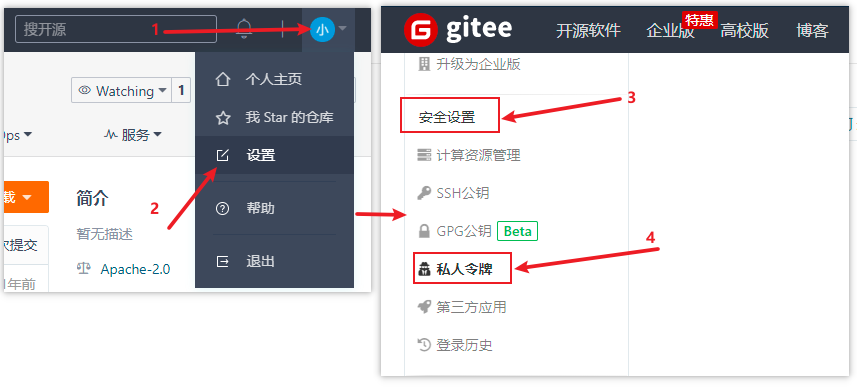 搜开源
1
小
Watching
1
个人主页
我 Star 的仓库
ps
服务
设置
载
简介
2
帮助
暂无描述
欠提交
Apache-2.0
退出
1年前
gitee
开源软件
企业版
特惠
高校版
博客
升级为企业版
3
安全设置
计算资源管理
SSH公钥
GPG公钥
Beta
4
私人令牌
第三方应用
登录历史